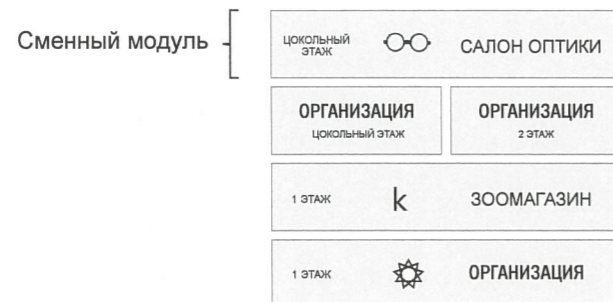 Сменный модуль
ЦОКОЛЬНЫЙ
ЭТАЖ
САЛОН ОПТИКИ
ОРГАНИЗАЦИЯ
ЦОКОЛЬНЫЙ ЭТАЖ
ОРГАНИЗАЦИЯ
2 ЭТАЖ
1 ЭТАЖ k ЗООМАГАЗИН
1 ЭТАЖ ОРГАНИЗАЦИЯ